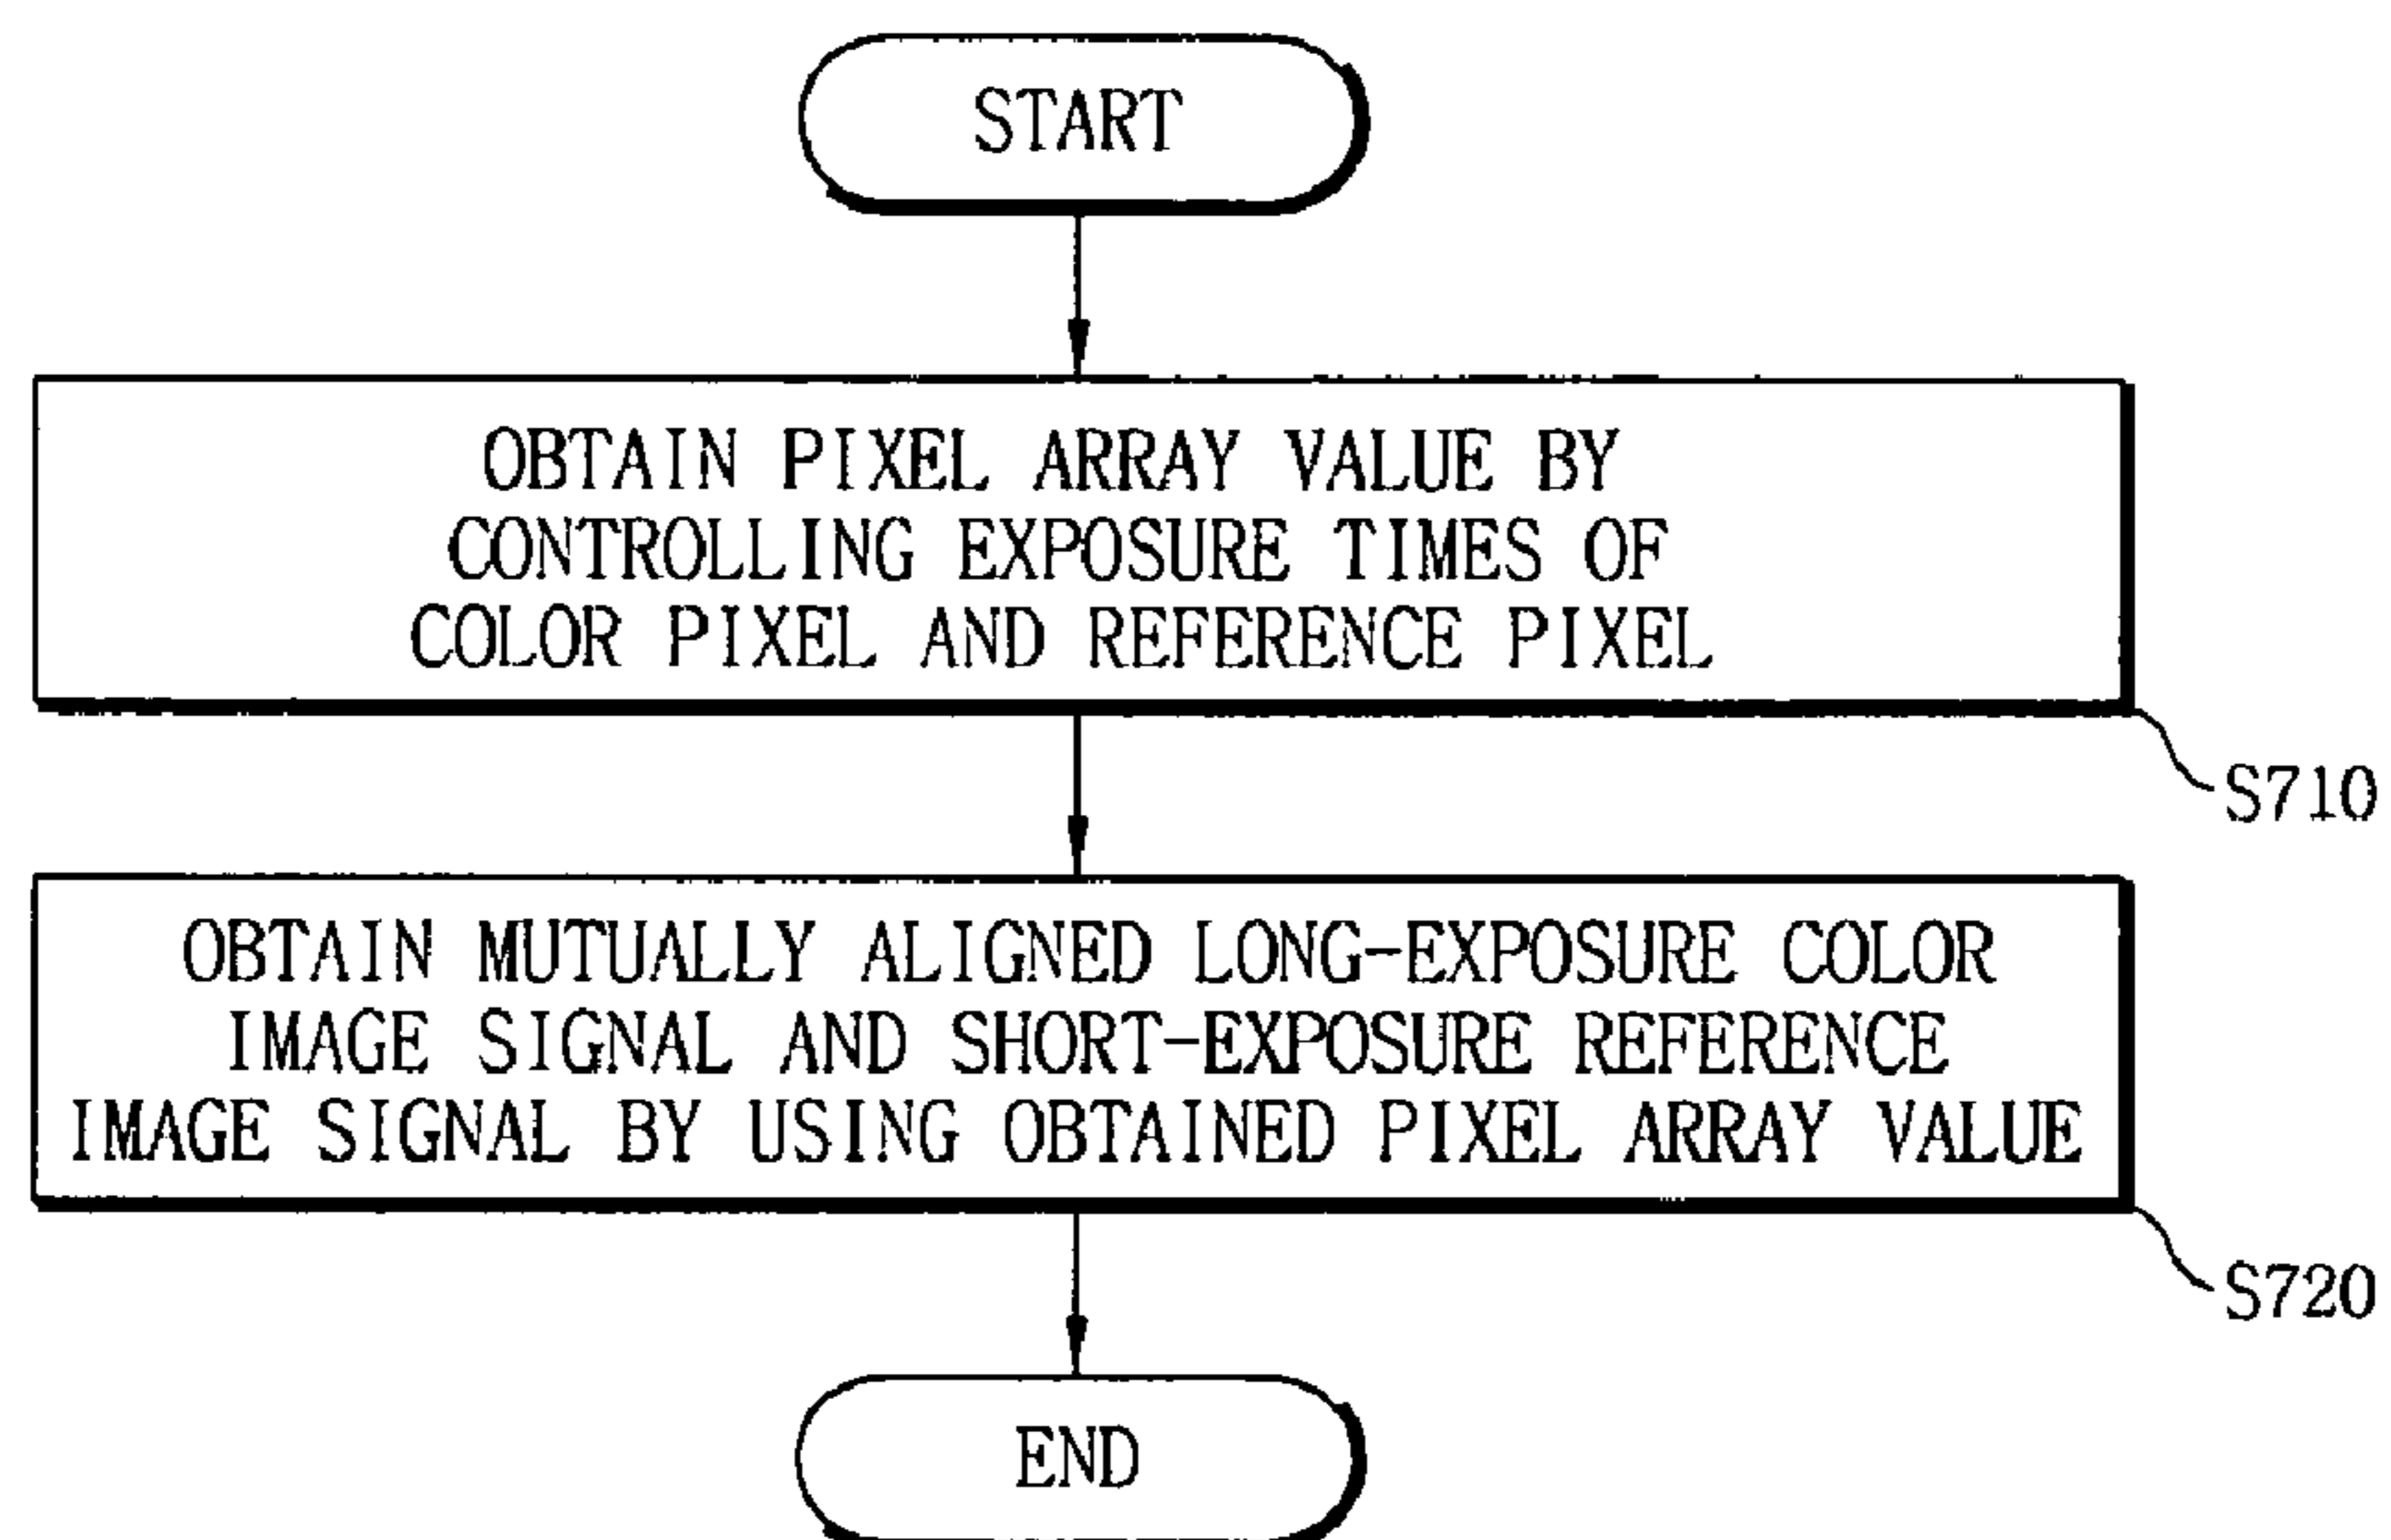 START
OBTAIN PIXEL ARRAY VALUE BY
CONTROLLING EXPOSURE TIMES OF
COLOR PIXEL AND REFERENCE PIXEL
S710
OBTAIN MUTUALLY ALIGNED LONG-EXPOSURE COLOR
IMAGE SIGNAL AND SHORT-EXPOSURE REFERENCE
IMAGE SIGNAL BY USING OBTAINED PIXEL ARRAY VALUE
S720
END